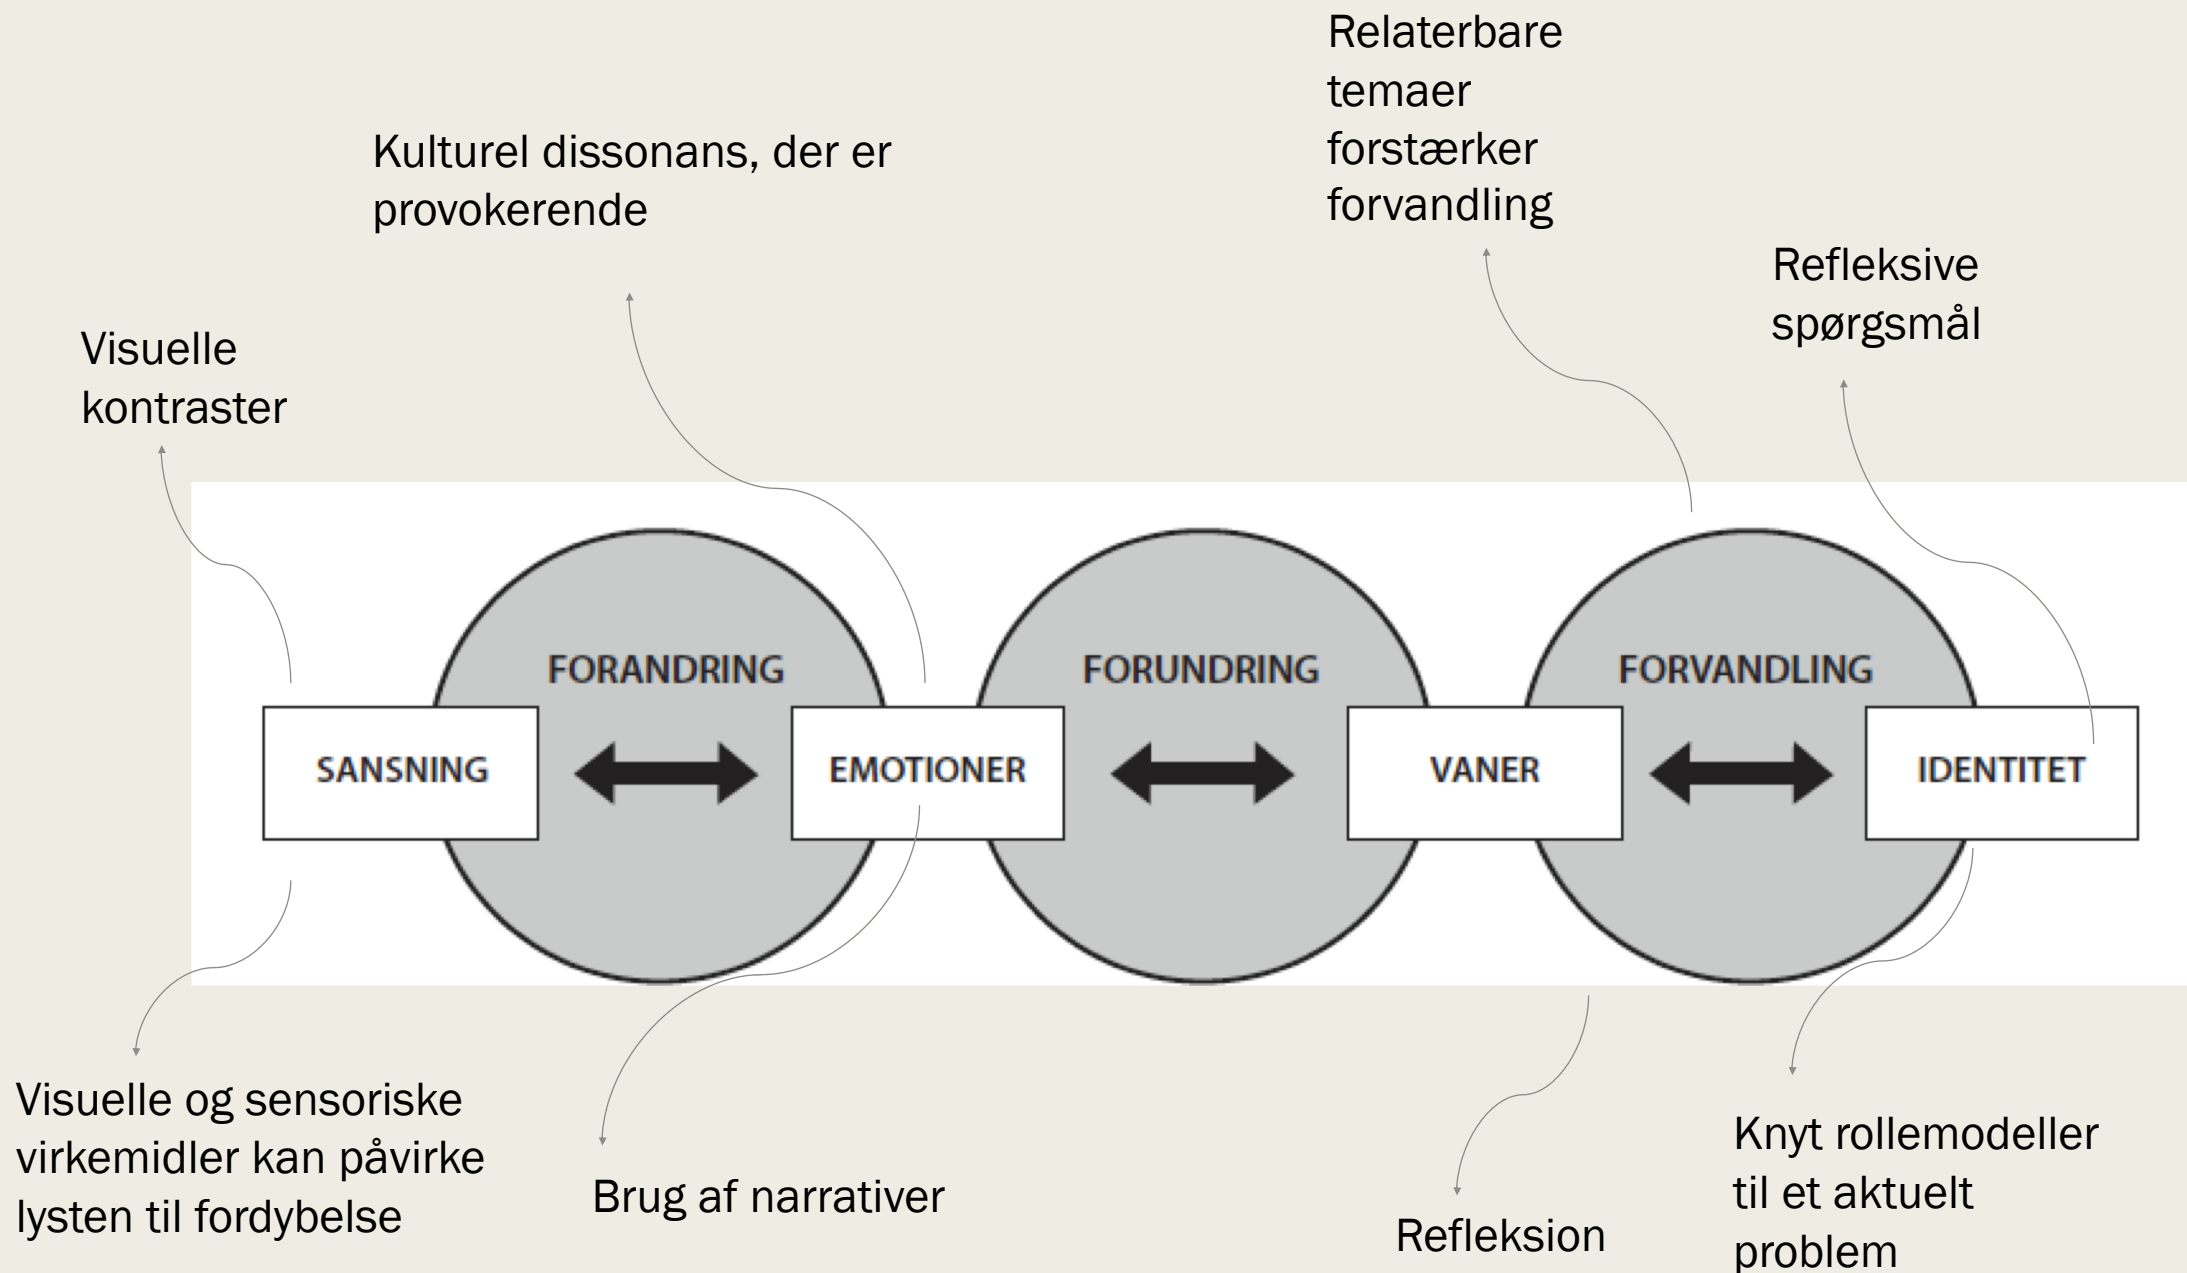 Relaterbare
temaer
forstærker
forvandling
Kulturel dissonans, der er
provokerende
Refleksive
spørgsmål
Visuelle
kontraster
FORANDRING
FORUNDRING
FORVANDLING
SANSNING
EMOTIONER
VANER
IDENTITET
Visuelle og sensoriske
virkemidler kan påvirke
lysten til fordybelse
Brug af narrativer
Refleksion
Knyt rollemodeller
til et aktuelt
problem